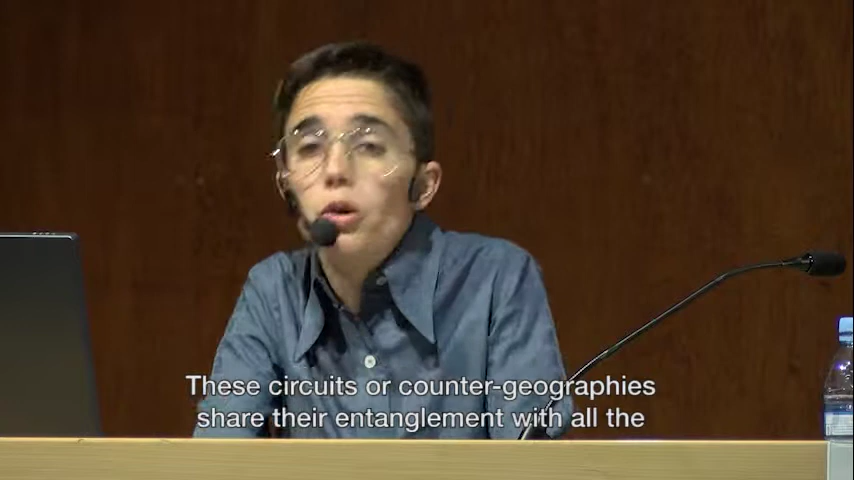 These circuits or counter-geographies
share their entanglement with all the